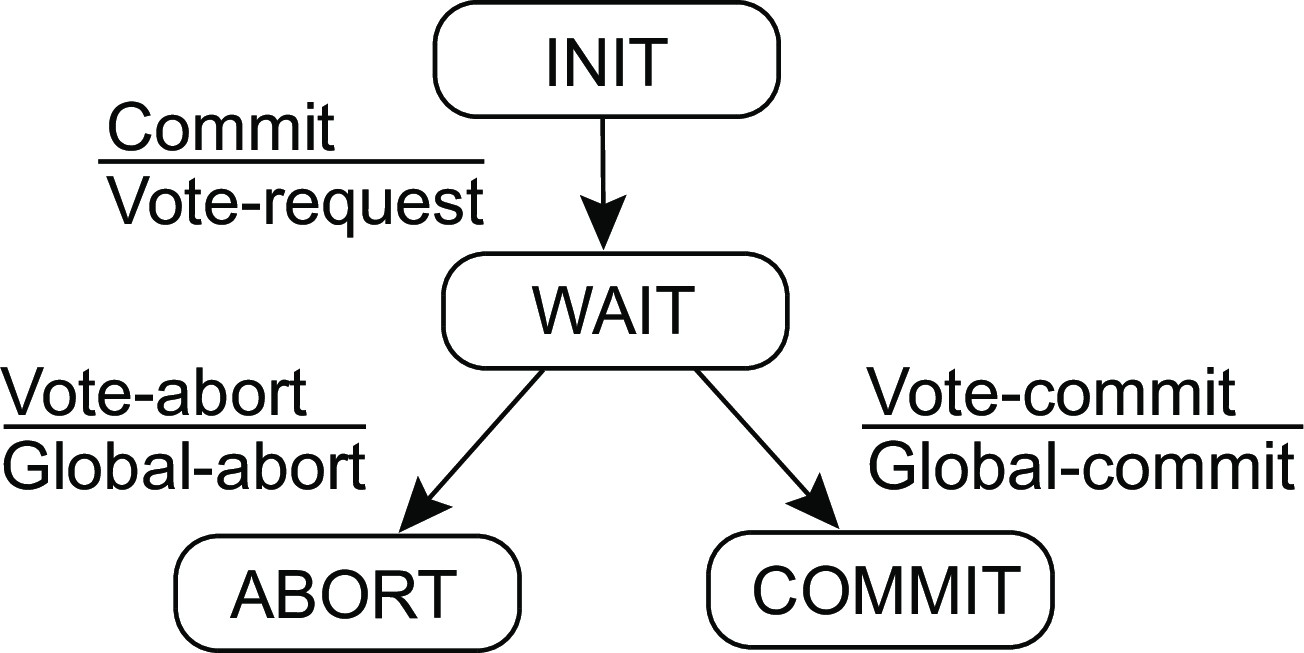 INIT
Commit
Vote-request
WAIT
Vote-abort
Global-abort
Vote-commit
Global-commit
ABORT
COMMIT